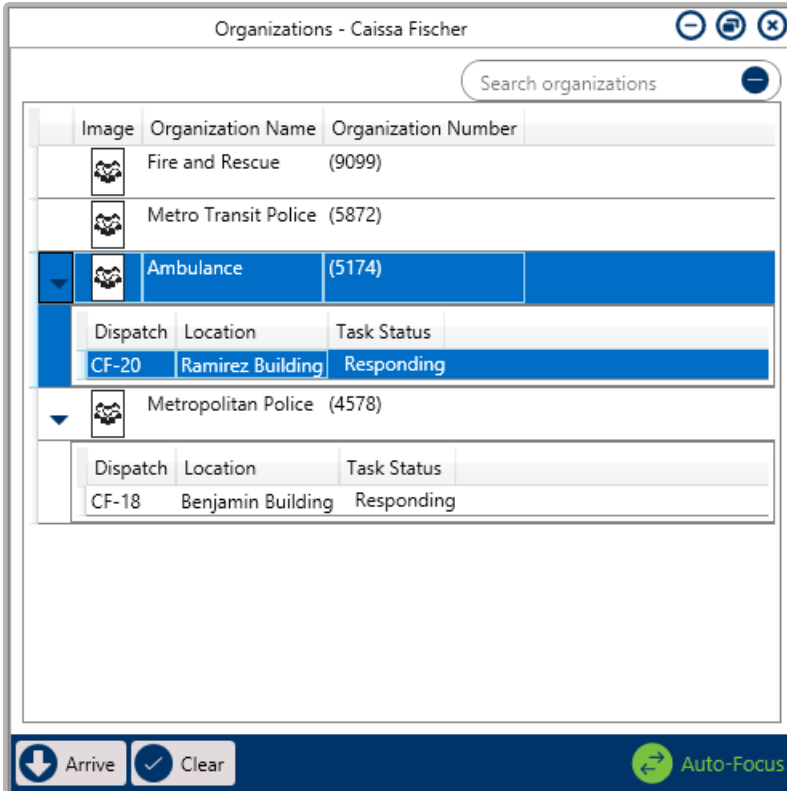 Organizations - Caissa Fischer
Search organizations
Image Organization Name Organization Number
Fire and Rescue (9099)
Metro Transit Police (5872)
Ambulance (5174)
Dispatch Location Task Status
CF-20 Ramirez Building Responding
Metropolitan Police (4578)
Dispatch Location Task Status
CF-18 Benjamin Building Responding
Arrive Clear Auto-Focus